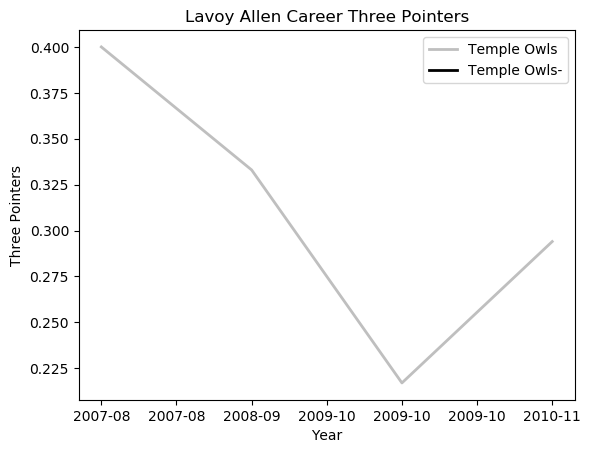 Lavoy Allen Career Three Pointers
Temple Owls
Temple Owls-
Three Pointers
0.400
0.375
0.350
0.325
0.300
0.275
0.250
0.225
2007-08 2007-08 2008-09 2009-10 2009-10 2009-10 2010-11
Year